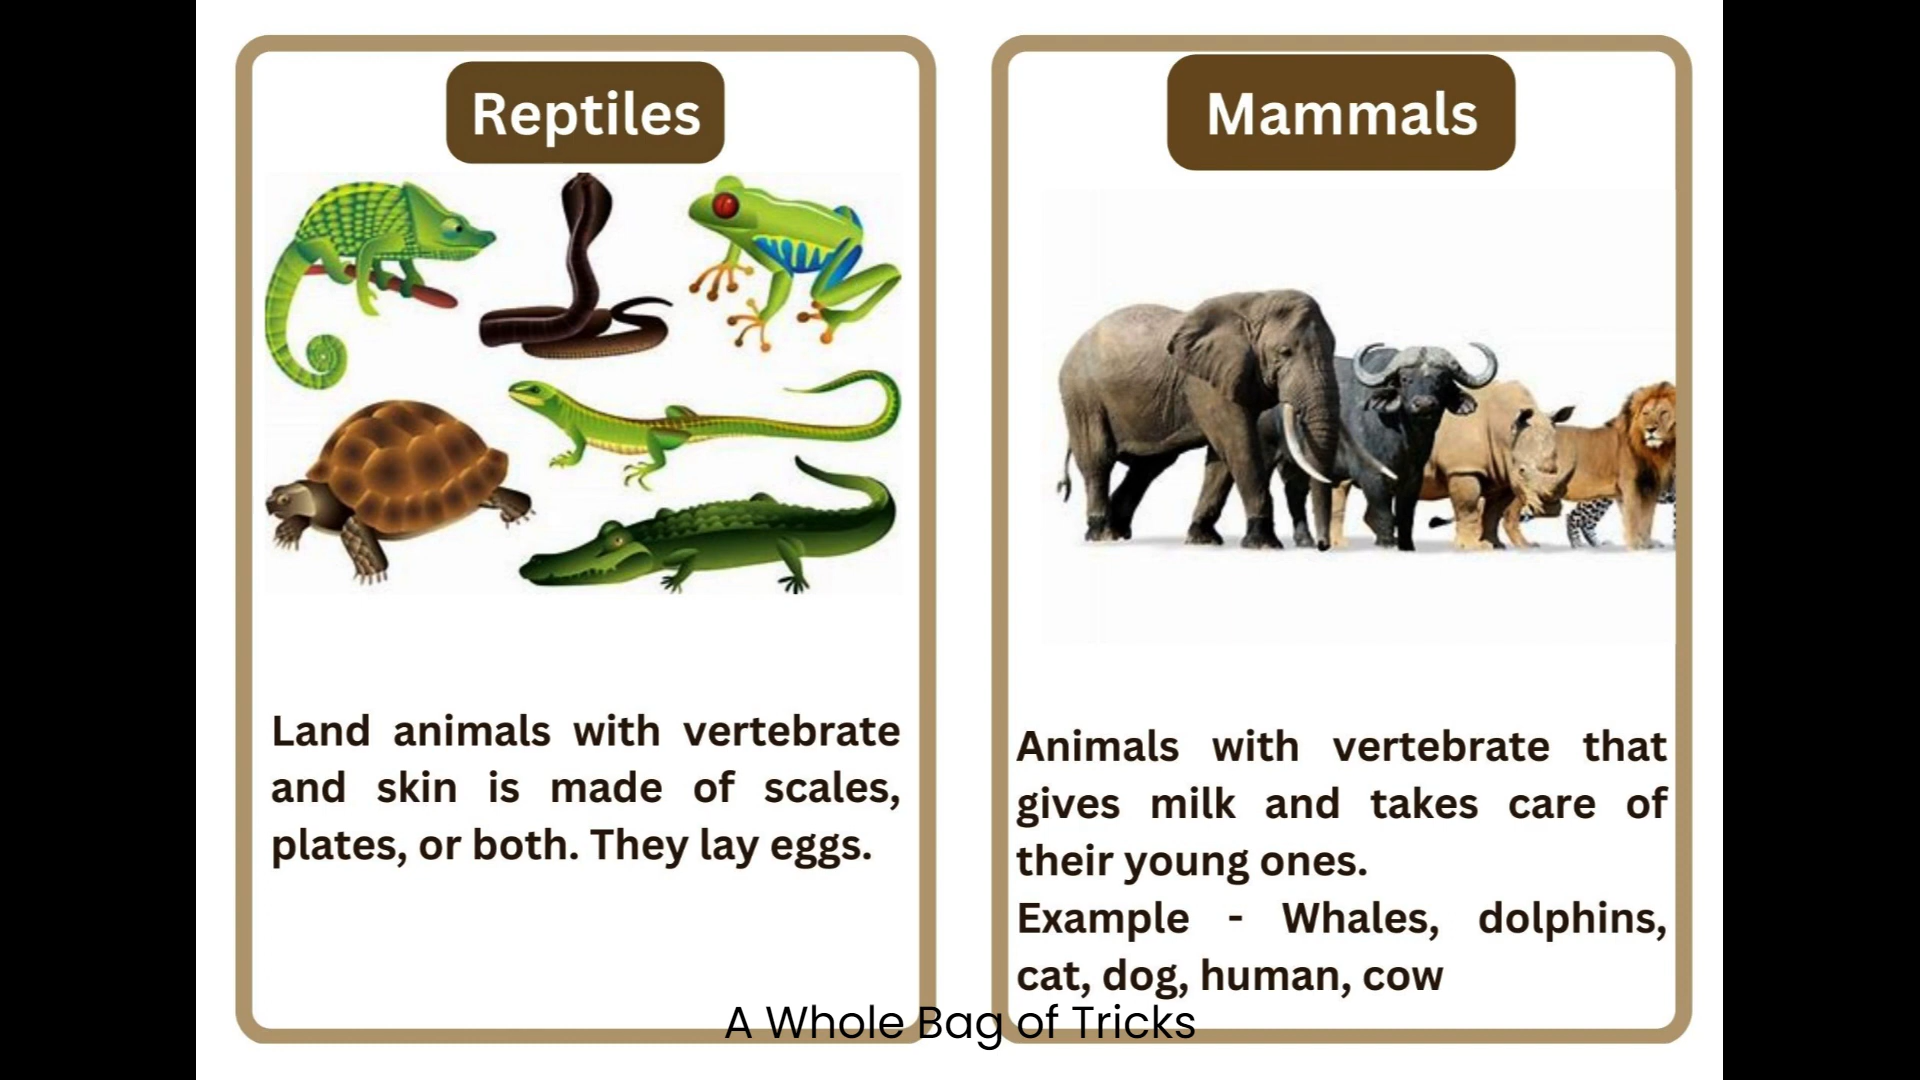 Reptiles
Land animals with vertebrate
and skin is made of scales,
plates, or both. They lay eggs.
Mammals
Animals with vertebrate that
gives milk and takes care of
their young ones.
Example - Whales, dolphins,
cat, dog, human, cow
A Whole Bag of Tricks